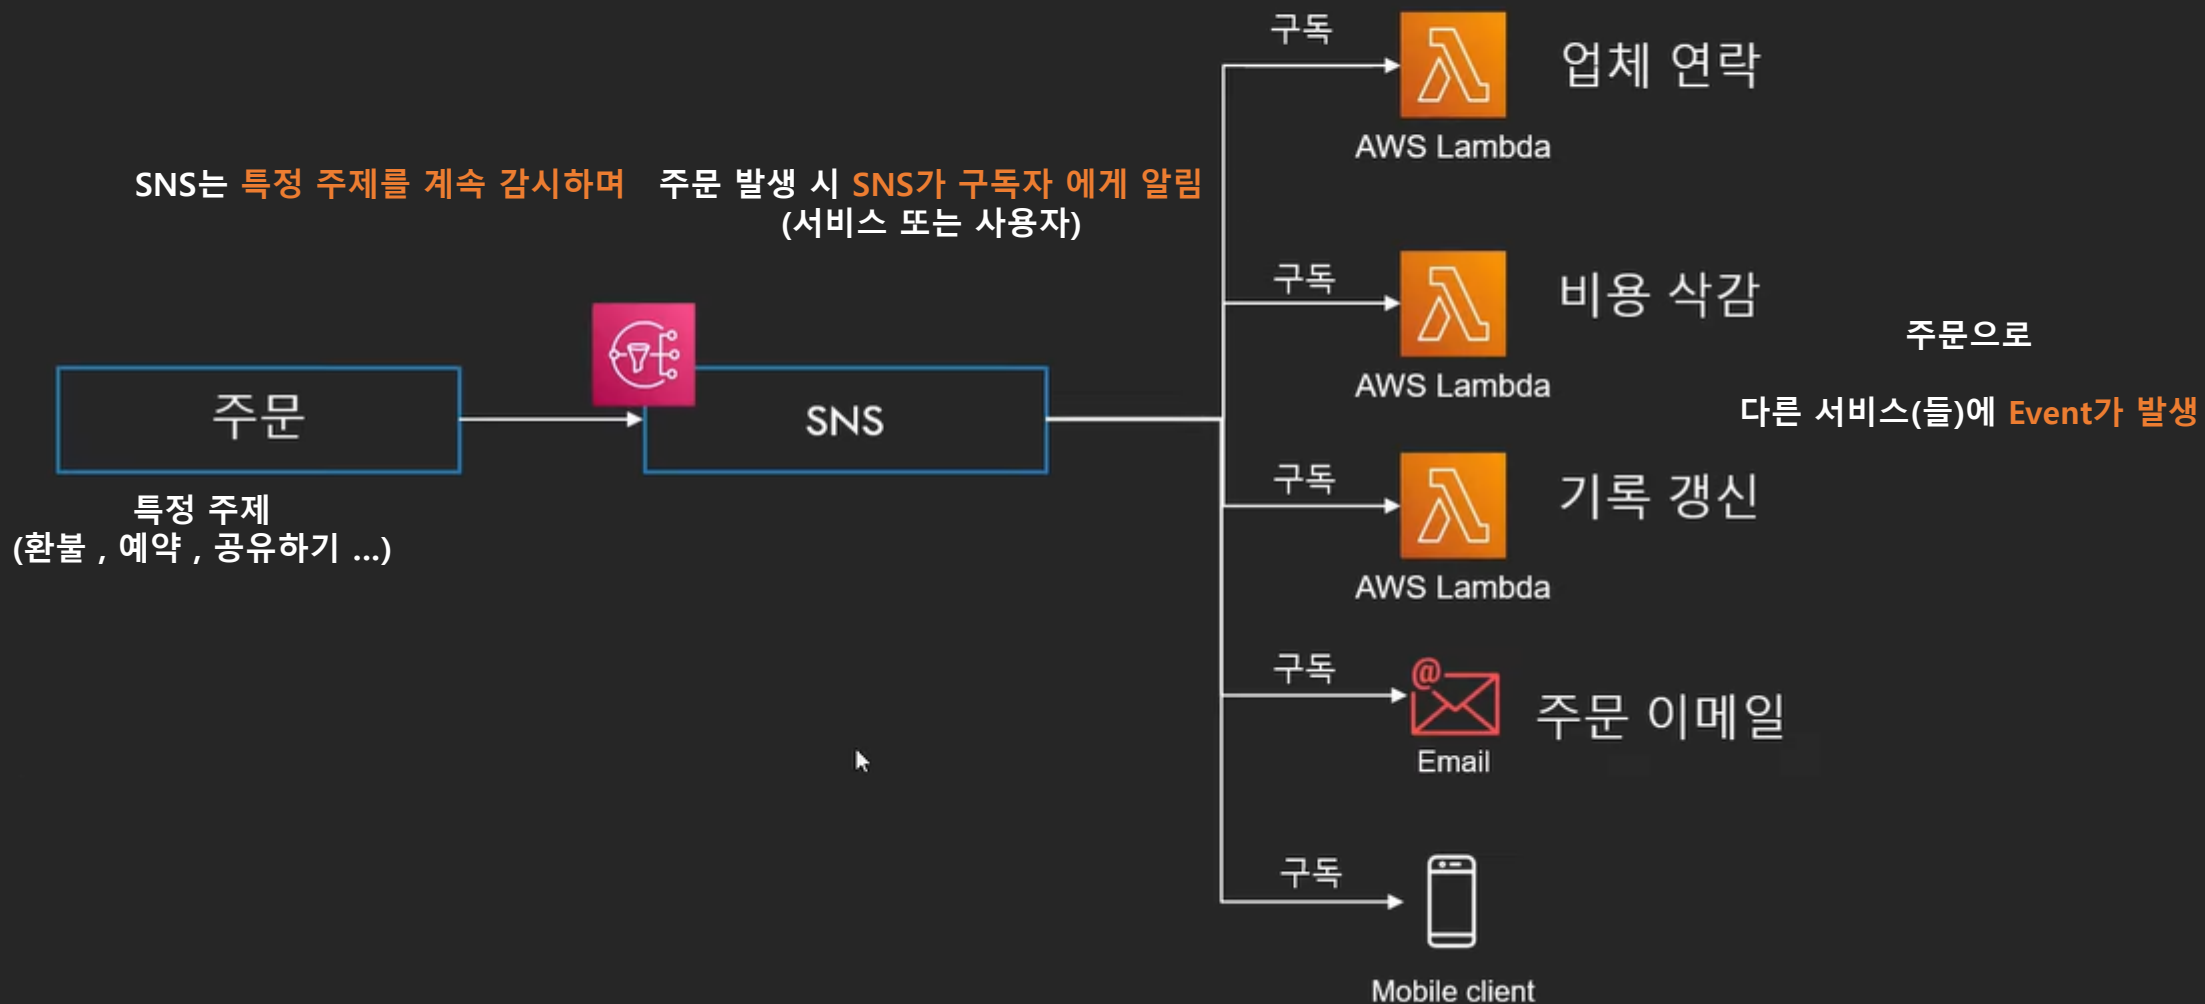 구독
업체 연락
AWS Lambda
SNS는 특정 주제를 계속 감시하며
주문 발생 시 SNS가 구독자 에게 알림
(서비스 또는 사용자)
구독
비용 삭감
AWS Lambda
주문으로
다른 서비스(들)에 Event가 발생
주문
SNS
특정 주제
(환불 , 예약 , 공유하기 ...)
구독
기록 갱신
AWS Lambda
구독
@
주문 이메일
Email
구독
Mobile client